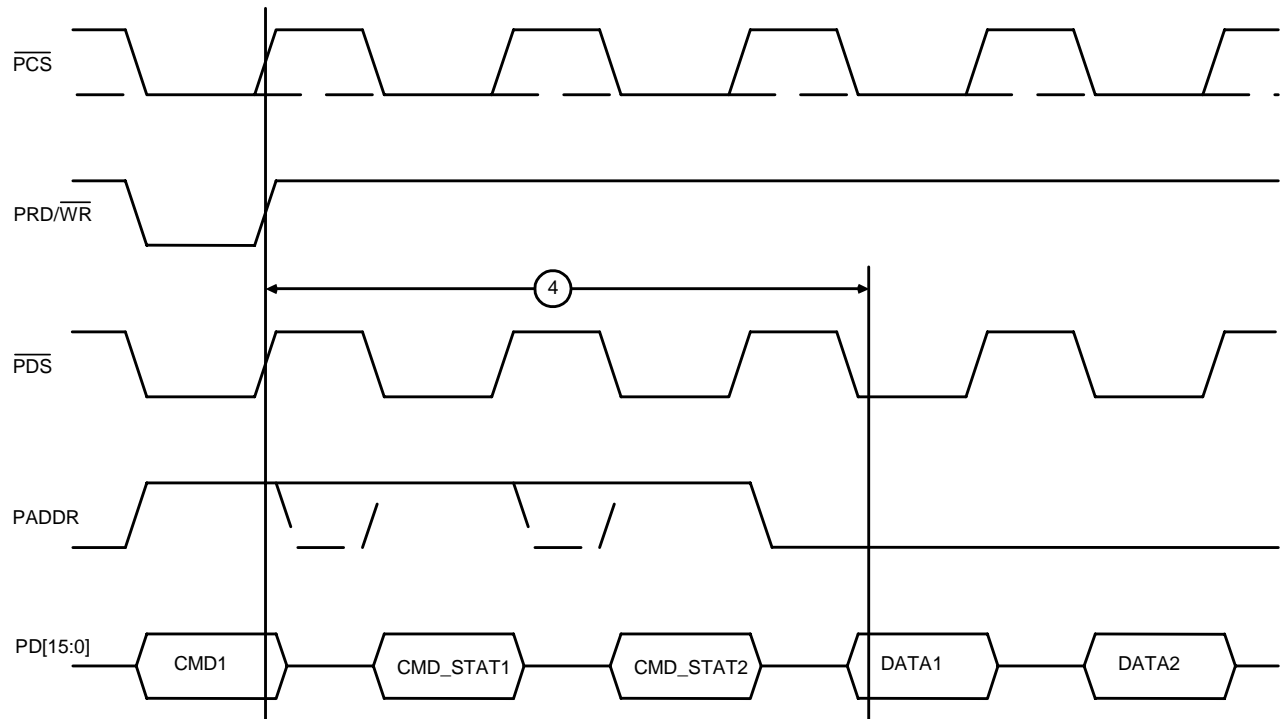 PCS
PRD/WR
4
PDS
PADDR
PD[15:0]
CMD1
CMD_STAT1
CMD_STAT2
DATA1
DATA2